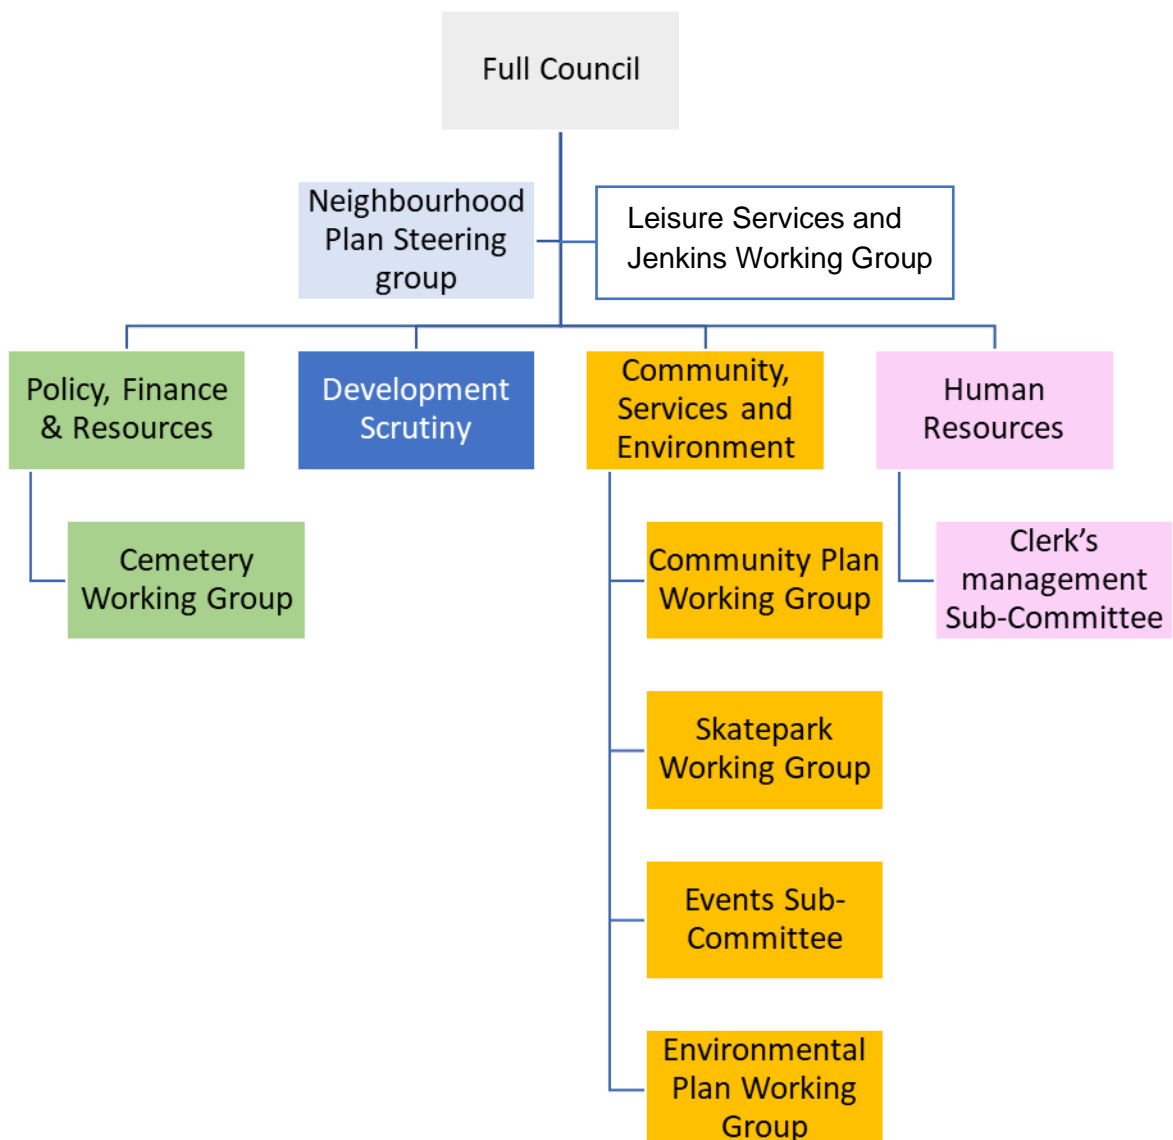 Full Council
Neighbourhood
Plan Steering
group
Leisure Services and
Jenkins Working Group
Policy, Finance
& Resources
Development
Scrutiny
Community,
Services and
Environment
Human
Resources
Cemetery
Working Group
Community Plan
Working Group
Clerk’s
management
Sub-Committee
Skatepark
Working Group
Events Sub-
Committee
Environmental
Plan Working
Group